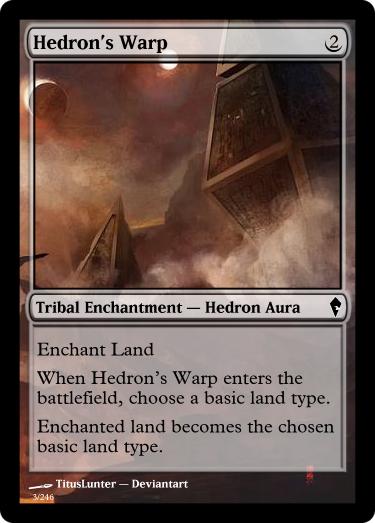 Hedron's Warp 2
Tribal Enchantment — Hedron Aura
Enchant Land
When Hedron's Warp enters the
battlefield, choose a basic land type.
Enchanted land becomes the chosen
basic land type.
TitusLunter — Deviantart
3/246